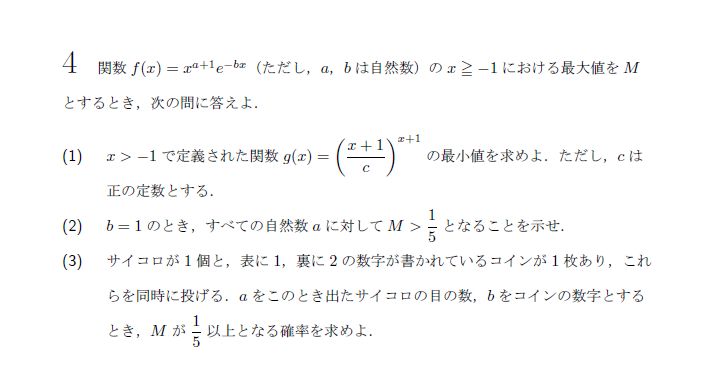 4 関数 f(x) = x^{a+1}e^{-bx}（ただし，a，b は自然数）の x ≧ −1 における最大値を M
とするとき，次の問に答えよ．
(1) x > −1 で定義された関数 g(x) = \left(\frac{x+1}{c}\right)^{x+1} の最小値を求めよ．ただし，c は
正の定数とする．
(2) b = 1 のとき，すべての自然数 a に対して M > \frac{1}{5} となることを示せ．
(3) サイコロが 1 個と，表に 1，裏に 2 の数字が書かれているコインが 1 枚あり，これ
らを同時に投げる．a をこのとき出たサイコロの目の数，b をコインの数字とする
とき，M が \frac{1}{5} 以上となる確率を求めよ．